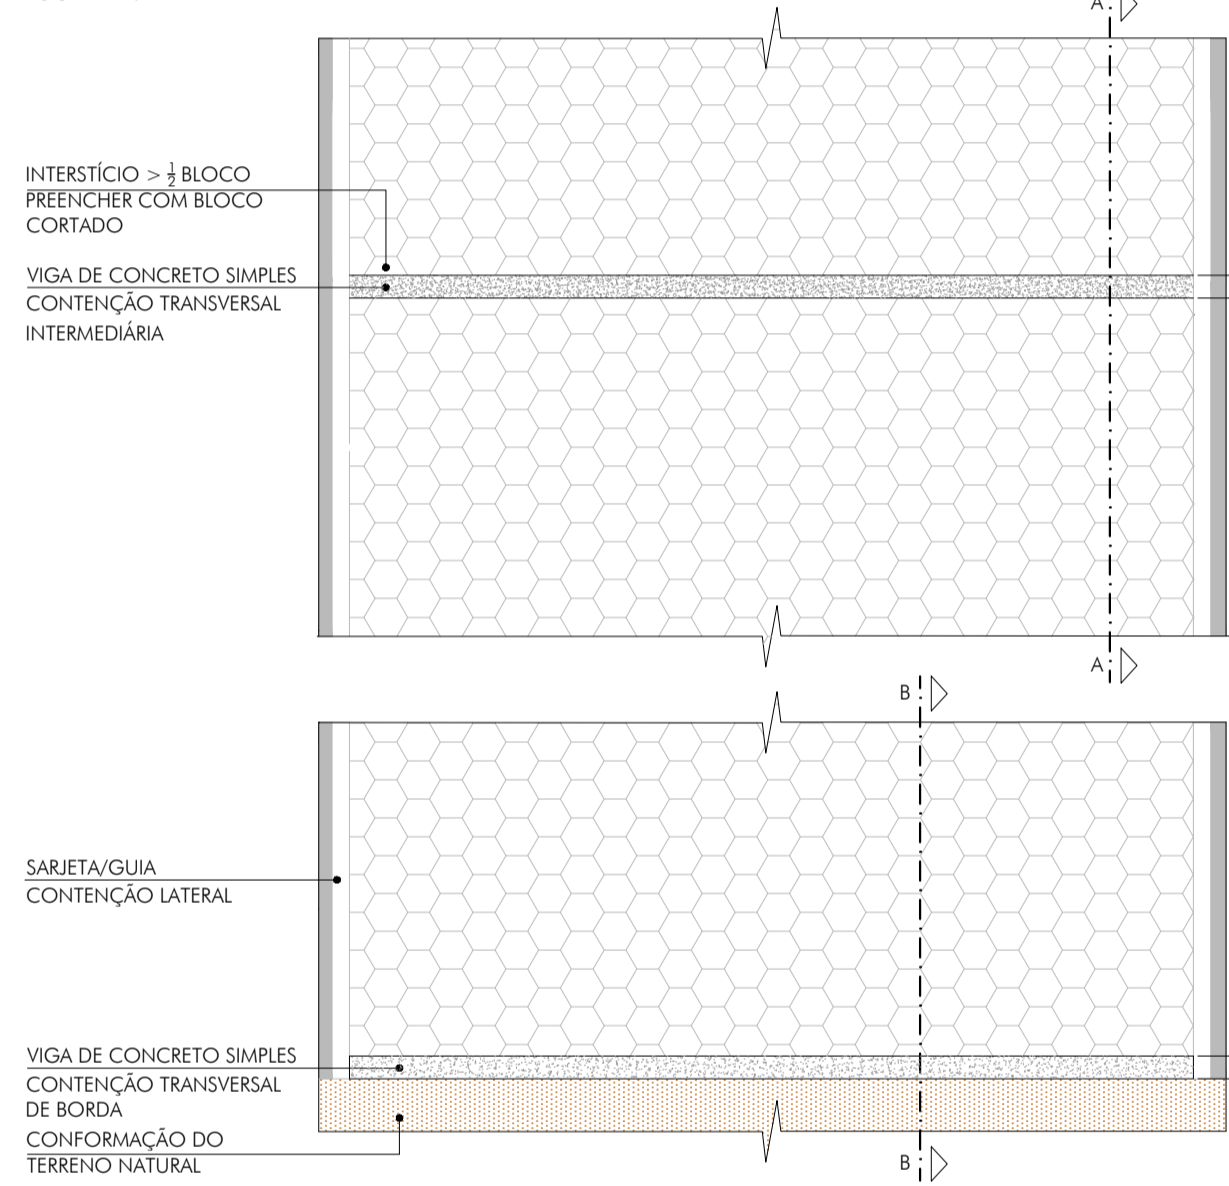 A
INTERSTÍCIO > 1/2 BLOCO
PREENCHER COM BLOCO
CORTADO
VIGA DE CONCRETO SIMPLES
CONTENÇÃO TRANSVERSAL
INTERMEDIÁRIA
A
B
SARJETA/GUIA
CONTENÇÃO LATERAL
VIGA DE CONCRETO SIMPLES
CONTENÇÃO TRANSVERSAL
DE BORDA
CONFORMAÇÃO DO
TERRENO NATURAL
B